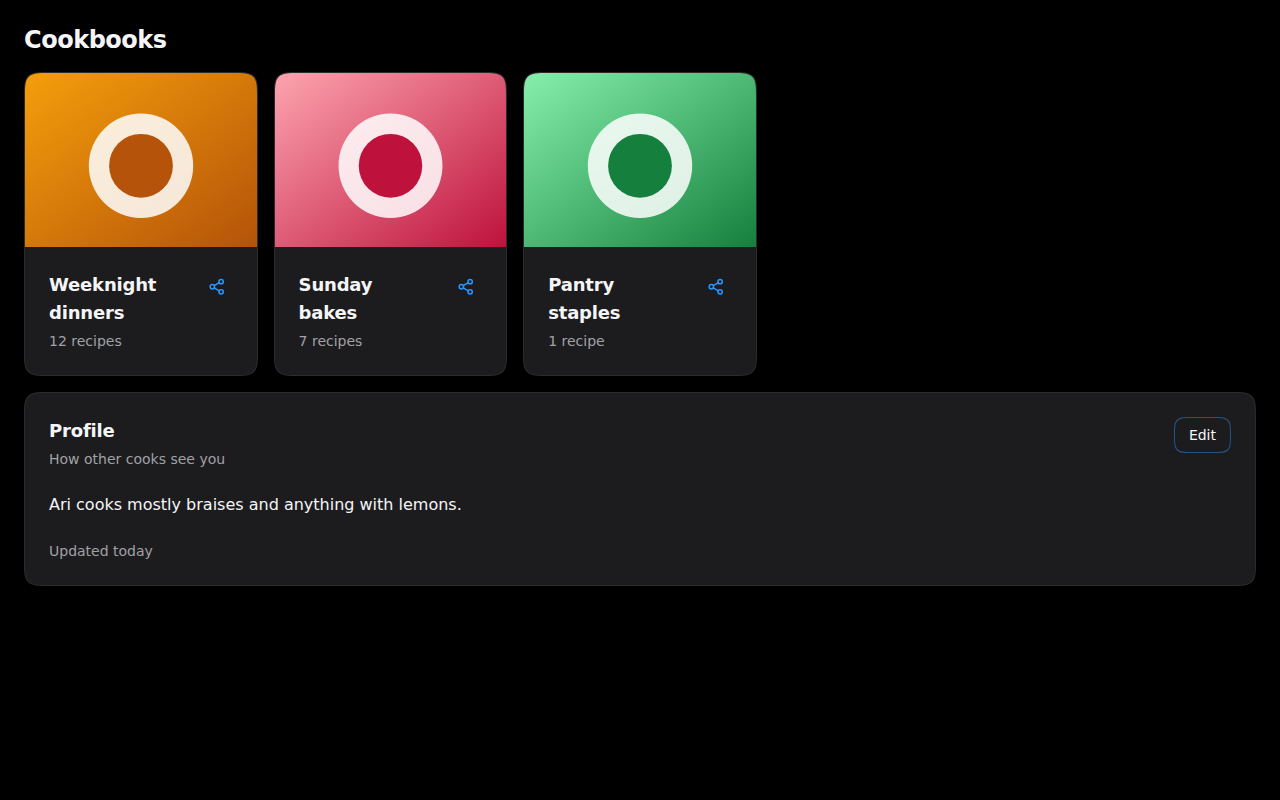 Cookbooks
Weeknight
dinners
12 recipes
Sunday
bakes
7 recipes
Pantry
staples
1 recipe
Profile
Edit
How other cooks see you
Ari cooks mostly braises and anything with lemons.
Updated today